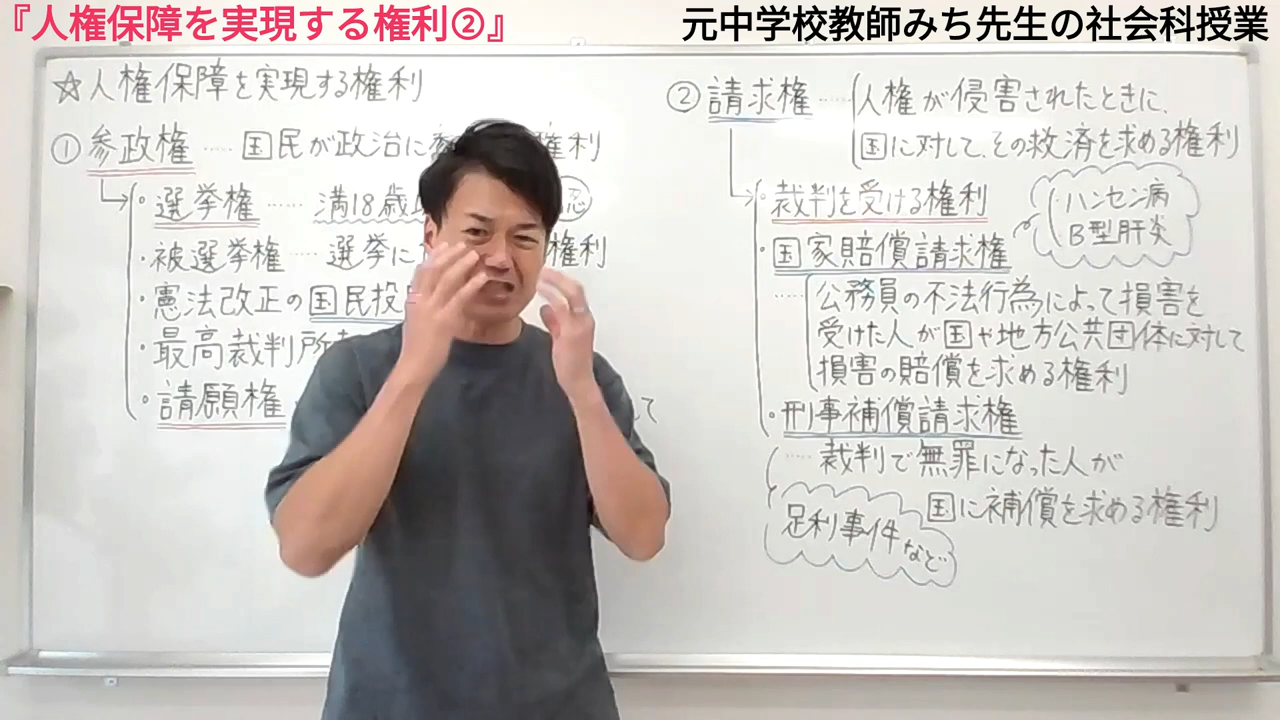 『人権保障を実現する権利②』
元中学校教師みち先生の社会科授業
☆人権保障を実現する権利
①参政権……国民が政治に 権利
・選挙権……満18歳
・被選挙権……選挙に 権利
・憲法改正の国民投
・最高裁判所
・請願権 て
②請求権……人権が侵害されたときに、
国に対して、その救済を求める権利
・裁判を受ける権利
ハンセン病
B型肝炎
・国家賠償請求権
……公務員の不法行為によって損害を
受けた人が国や地方公共団体に対して
損害の賠償を求める権利
・刑事補償請求権
……裁判で無罪になった人が
国に補償を求める権利
足利事件など